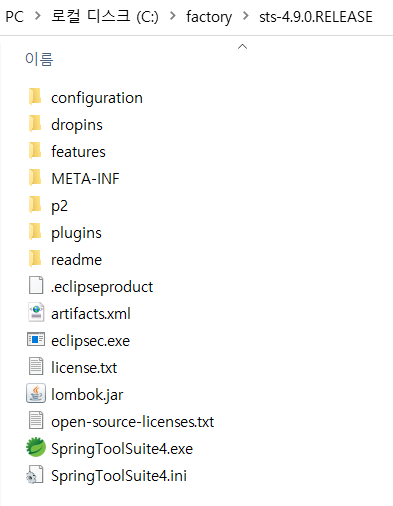 PC > 로컬 디스크 (C:) > factory > sts-4.9.0.RELEASE
이름
configuration
dropins
features
META-INF
p2
plugins
readme
.eclipseproduct
artifacts.xml
eclipsec.exe
license.txt
lombok.jar
open-source-licenses.txt
SpringToolSuite4.exe
SpringToolSuite4.ini